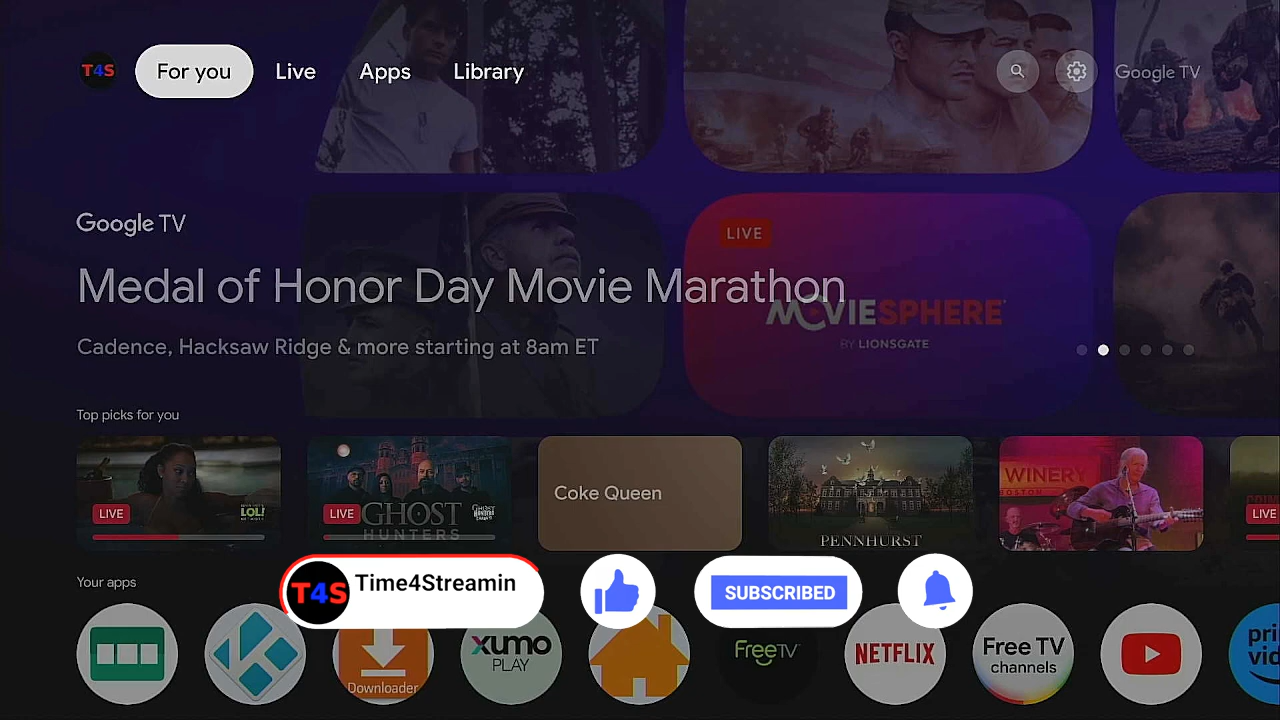 T4S
For you
Live
Apps
Library
Google TV
Google TV
LIVE
Medal of Honor Day Movie Marathon
MOVIESPHERE
BY LIONSGATE
Cadence, Hacksaw Ridge & more starting at 8am ET
Top picks for you
LIVE
LOL!
LIVE
GHOST
HUNTERS
Coke Queen
PENNHURST
WINERY
BOSTON
LIVE
Your apps
T4S
Time4Streamin
SUBSCRIBED
Downloader
xumo
PLAY
FreeTV
NETFLIX
Free TV
channels